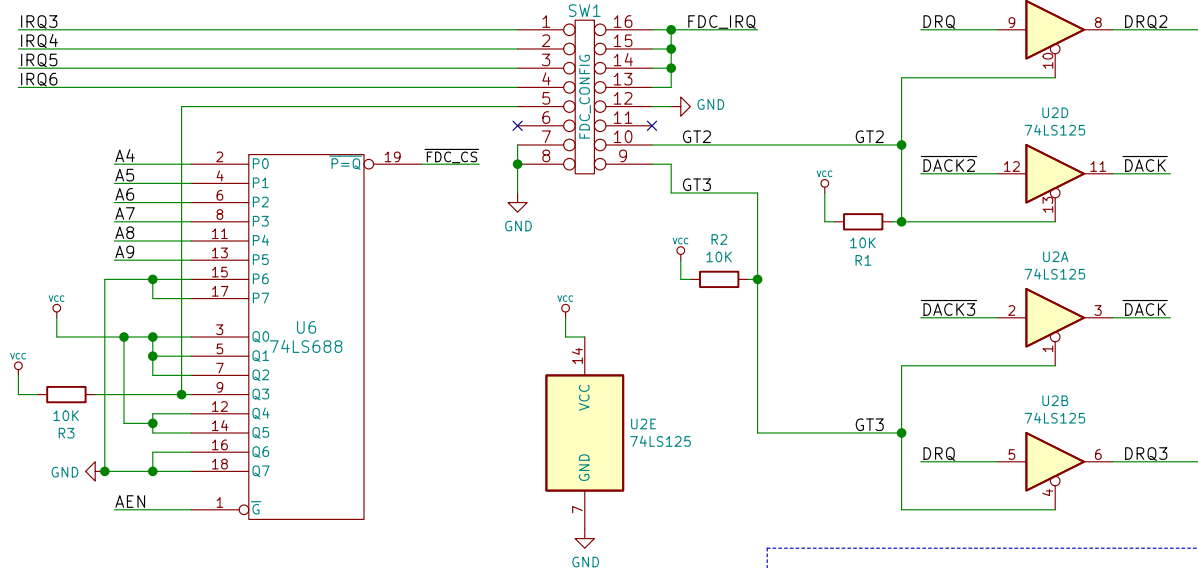 SW1
IRQ3 1 16 FDC_IRQ
IRQ4 2 15
IRQ5 3 14
IRQ6 4 13
5 12 GND
6 11
7 10 GT2 GT2
8 9 GT3
FDC_CONFIG
GND
DRQ 9 8 DRQ2
10
U2D
74LS125
DACK2 12 11 DACK
13
vcc
10K
R1
A4 2 P0 P=Q 19 FDC_CS
A5 4 P1
A6 6 P2
A7 8 P3
A8 11 P4
A9 13 P5
15 P6
17 P7
vcc
3 Q0
5 Q1
7 Q2
9 Q3
12 Q4
14 Q5
16 Q6
GND 18 Q7
AEN 1 G
U6
74LS688
vcc
10K
R3
vcc
R2
10K
vcc
14
VCC
U2E
74LS125
GND
7
GND
U2A
74LS125
DACK3 2 3 DACK
1
GT3
U2B
74LS125
DRQ 5 6 DRQ3
4